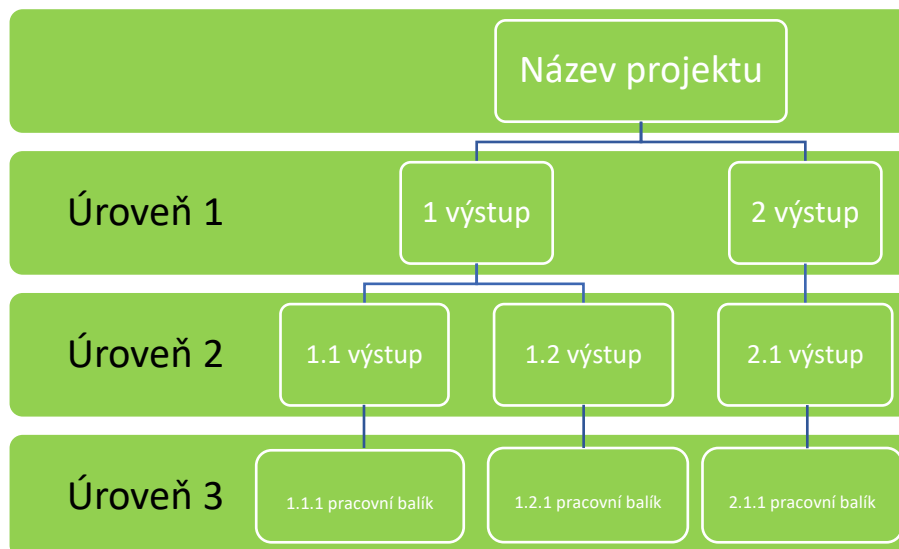 Název projektu
Úroveň 1
1 výstup
2 výstup
Úroveň 2
1.1 výstup
1.2 výstup
2.1 výstup
Úroveň 3
1.1.1 pracovní balík
1.2.1 pracovní balík
2.1.1 pracovní balík